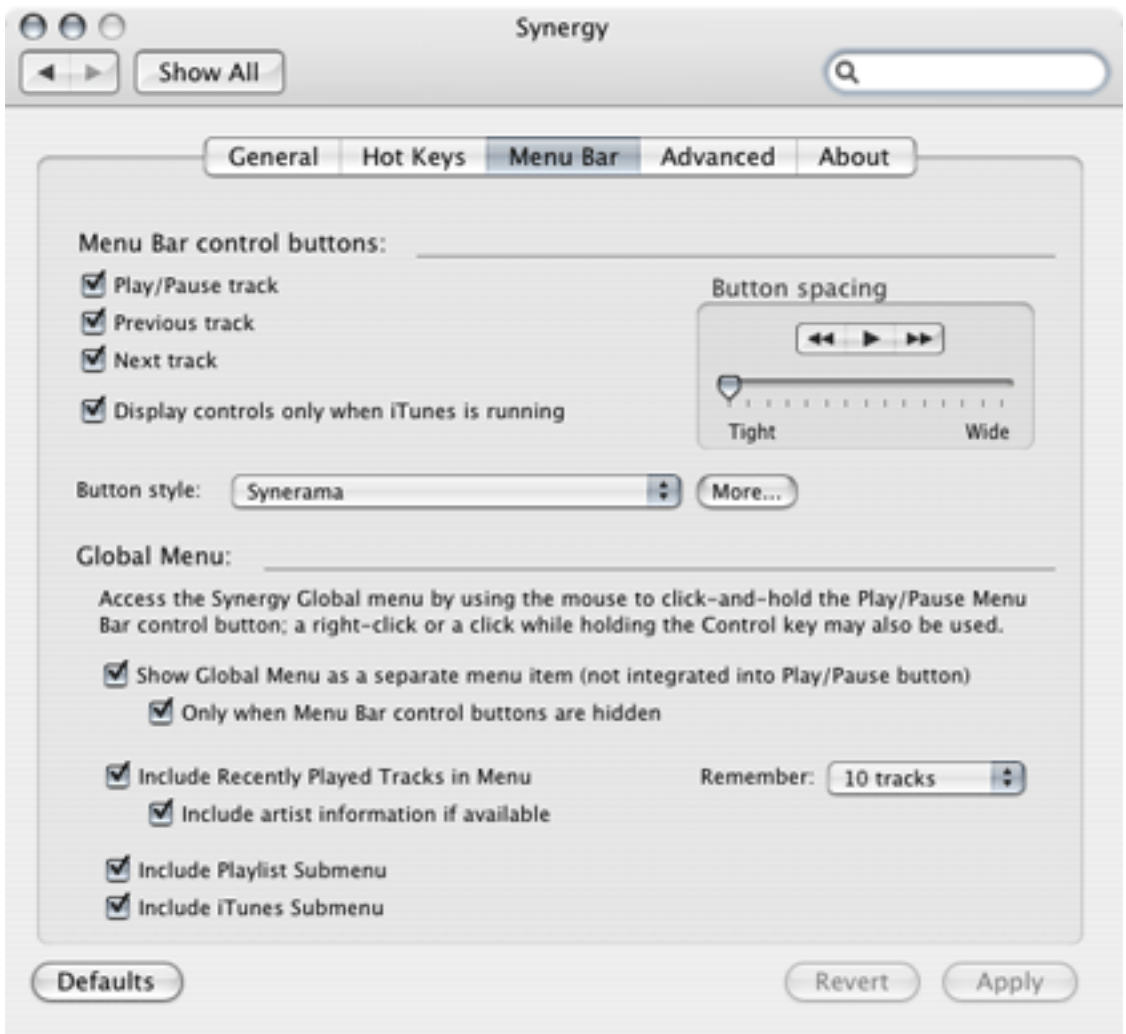 Synergy
Show All
General Hot Keys Menu Bar Advanced About
Menu Bar control buttons:
Play/Pause track
Previous track
Next track
Display controls only when iTunes is running
Button spacing
Tight Wide
Button style: Synerama More...
Global Menu:
Access the Synergy Global menu by using the mouse to click-and-hold the Play/Pause Menu
Bar control button; a right-click or a click while holding the Control key may also be used.
Show Global Menu as a separate menu item (not integrated into Play/Pause button)
Only when Menu Bar control buttons are hidden
Include Recently Played Tracks in Menu Remember: 10 tracks
Include artist information if available
Include Playlist Submenu
Include iTunes Submenu
Defaults Revert Apply